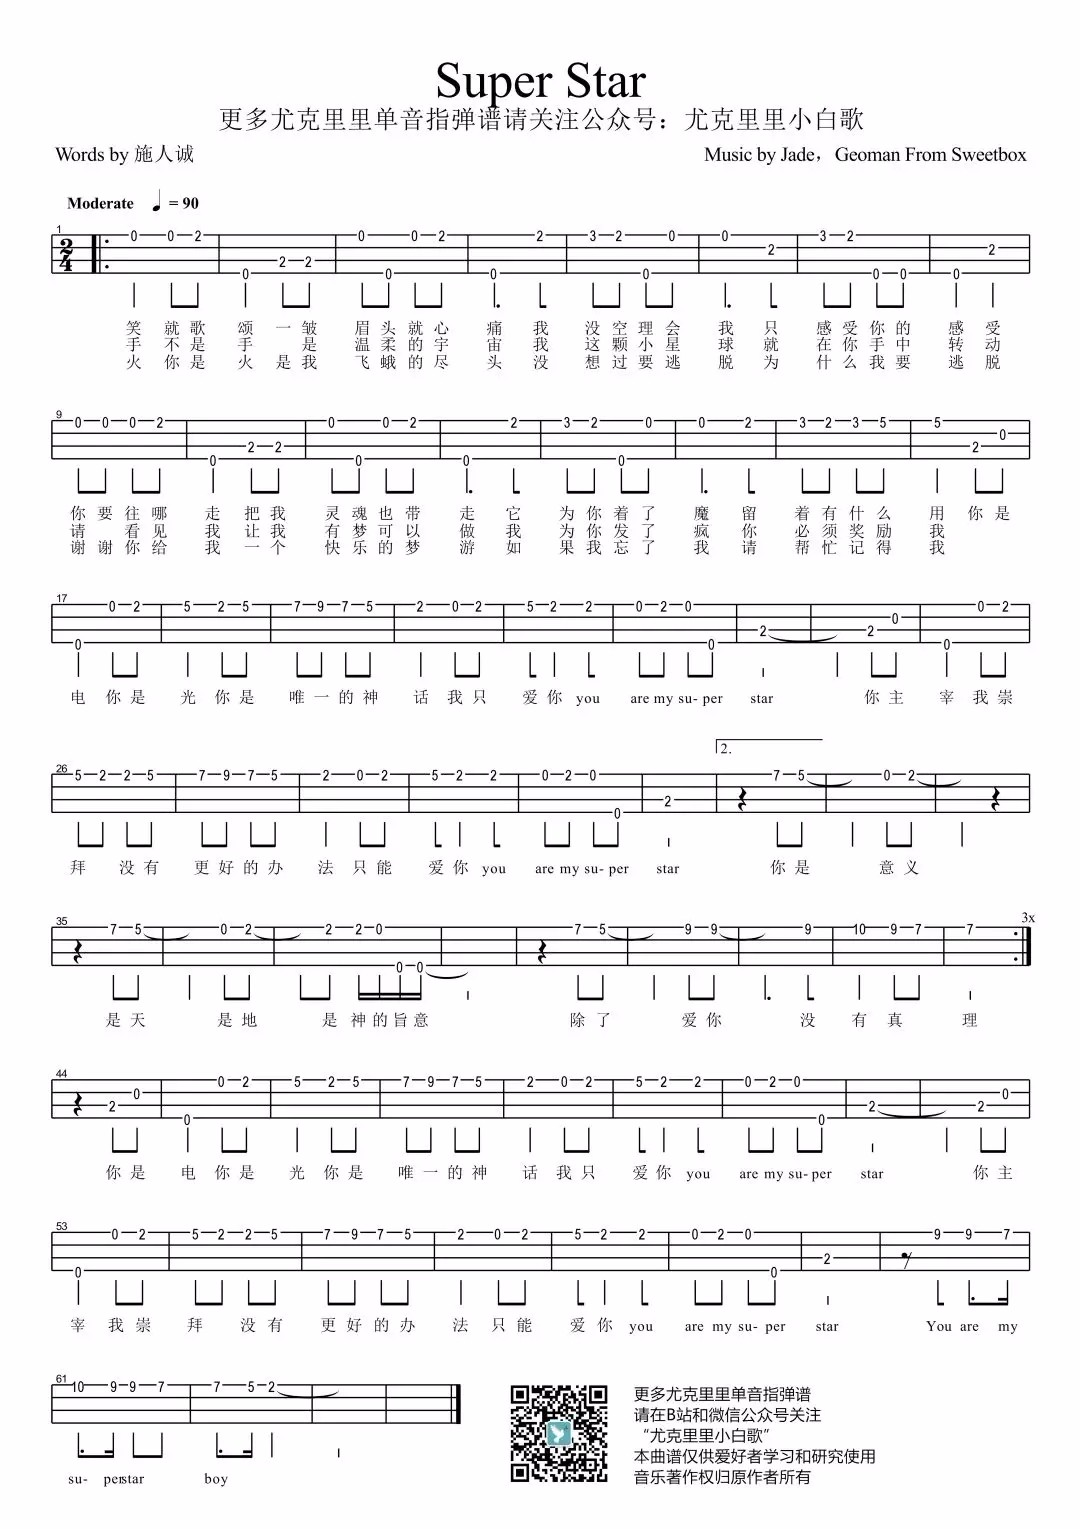 Super Star
更多尤克里里单音指弹谱请关注公众号：尤克里里小白歌
Words by 施人诚
Music by Jade，Geoman From Sweetbox
Moderate ♩ = 90
1
2/4
笑 就 歌 颂 一 皱 眉 头 就 心 痛 我 没 空 理 会 我 只 感 受 你 的 感 受
手 不 是 手 是 温 柔 的 宇 宙 我 这 颗 小 星 球 就 在 你 手 中 转 动
火 你 是 火 是 我 飞 蛾 的 尽 头 没 想 过 要 逃 脱 为 什 么 我 要 逃 脱
9
你 要 往 哪 走 把 我 灵 魂 也 带 走 它 为 你 着 了 魔 留 着 有 什 么 用 你 是
请 看 见 我 让 我 有 梦 可 以 做 我 为 你 发 了 疯 你 必 须 奖 励 我
谢 谢 你 给 我 一 个 快 乐 的 梦 游 如 果 我 忘 了 我 请 帮 忙 记 得 我
17
电 你 是 光 你 是 唯 一 的 神 话 我 只 爱 你 you are my su- per star 你 主 宰 我 崇
26
2.
拜 没 有 更 好 的 办 法 只 能 爱 你 you are my su- per star 你 是 意 义
35
3x
是 天 是 地 是 神 的 旨 意 除 了 爱 你 没 有 真 理
44
你 是 电 你 是 光 你 是 唯 一 的 神 话 我 只 爱 你 you are my su- per star 你 主
53
宰 我 崇 拜 没 有 更 好 的 办 法 只 能 爱 你 you are my su- per star You are my
61
su- per star boy
更多尤克里里单音指弹谱
请在B站和微信公众号关注
“尤克里里小白歌”
本曲谱仅供爱好者学习和研究使用
音乐著作权归原作者所有